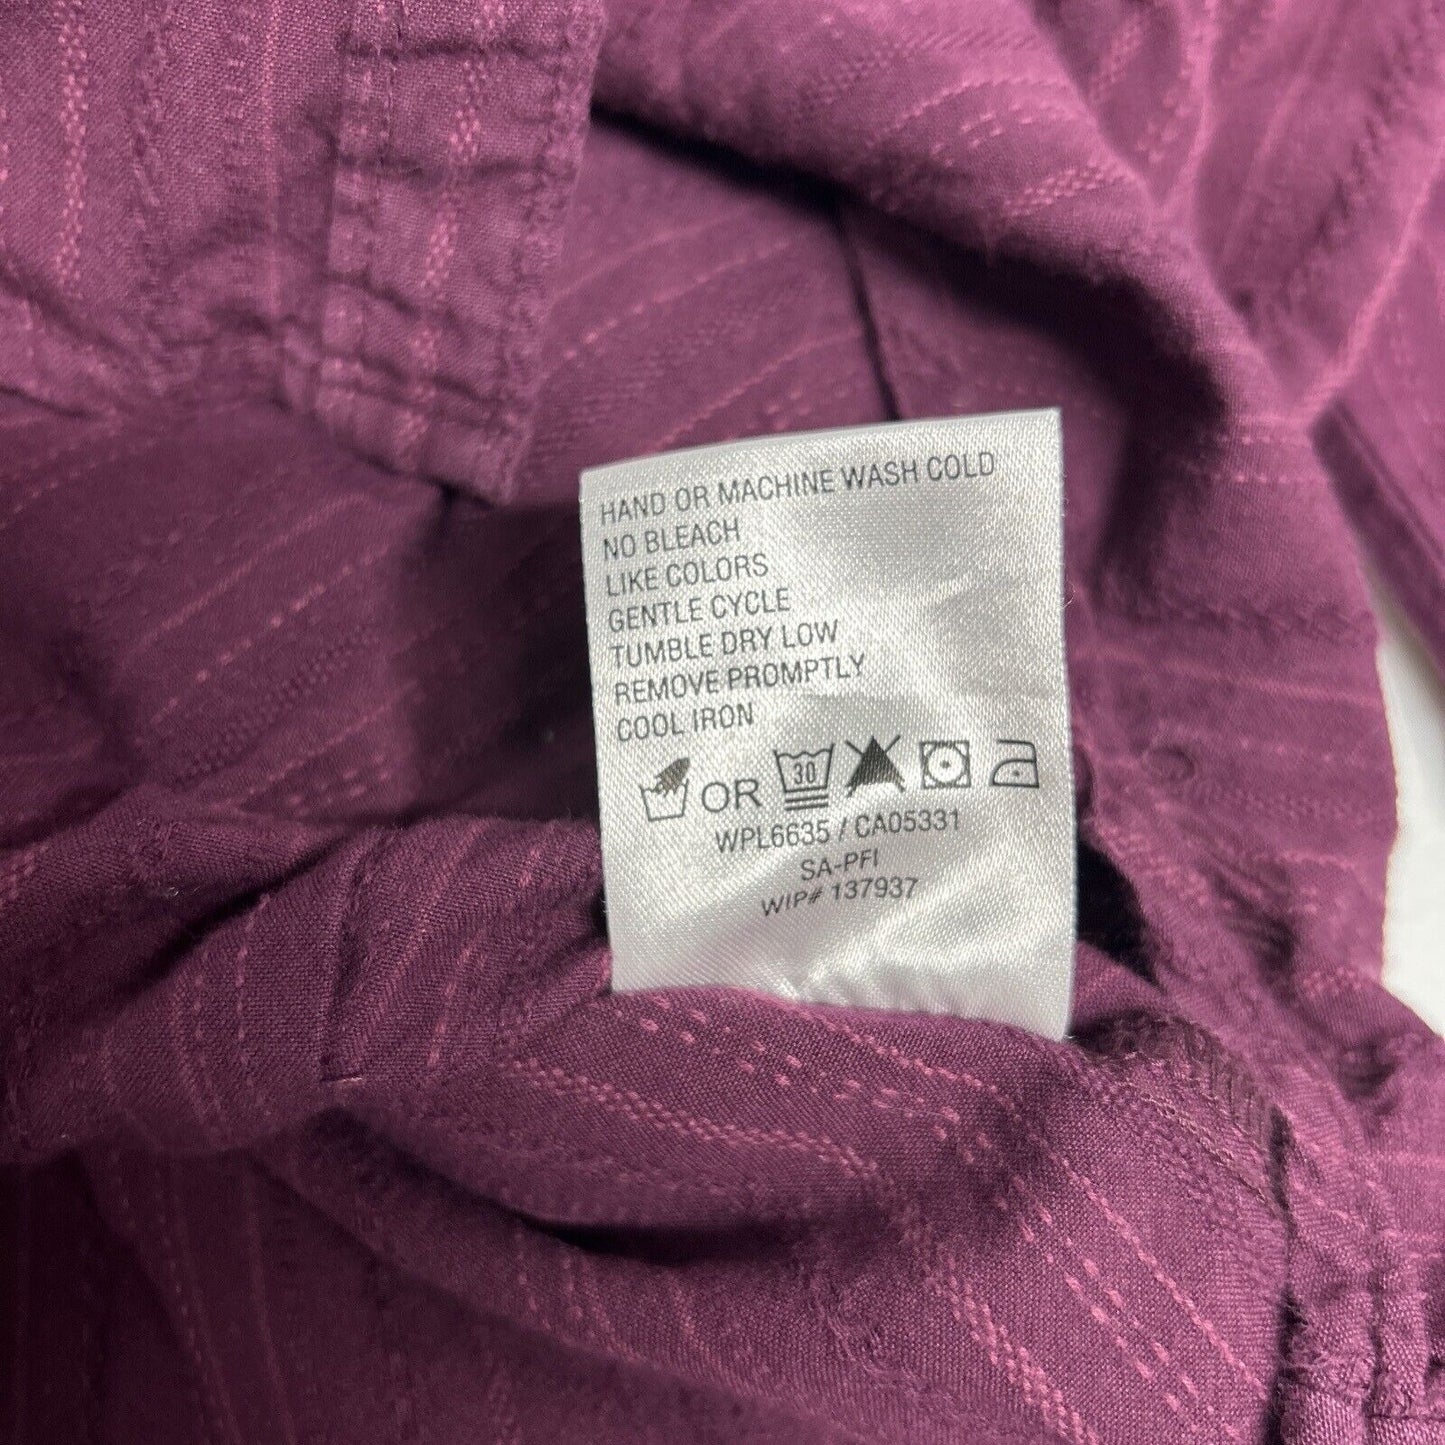 HAND OR MACHINE WASH COLD
NO BLEACH
LIKE COLORS
GENTLE CYCLE
TUMBLE DRY LOW
REMOVE PROMPTLY
COOL IRON
OR 30
WPL6635 / CA05331
SA-PFI
WIP# 137937